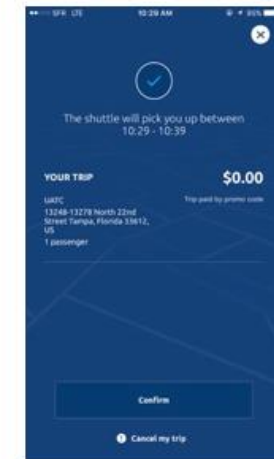 SFR LTE 10:29 AM 85%
The shuttle will pick you up between
10:29 - 10:39
YOUR TRIP $0.00
UATC Trip paid by promo code
13248-13278 North 22nd
Street Tampa, Florida 33612,
US
1 passenger
Confirm
Cancel my trip